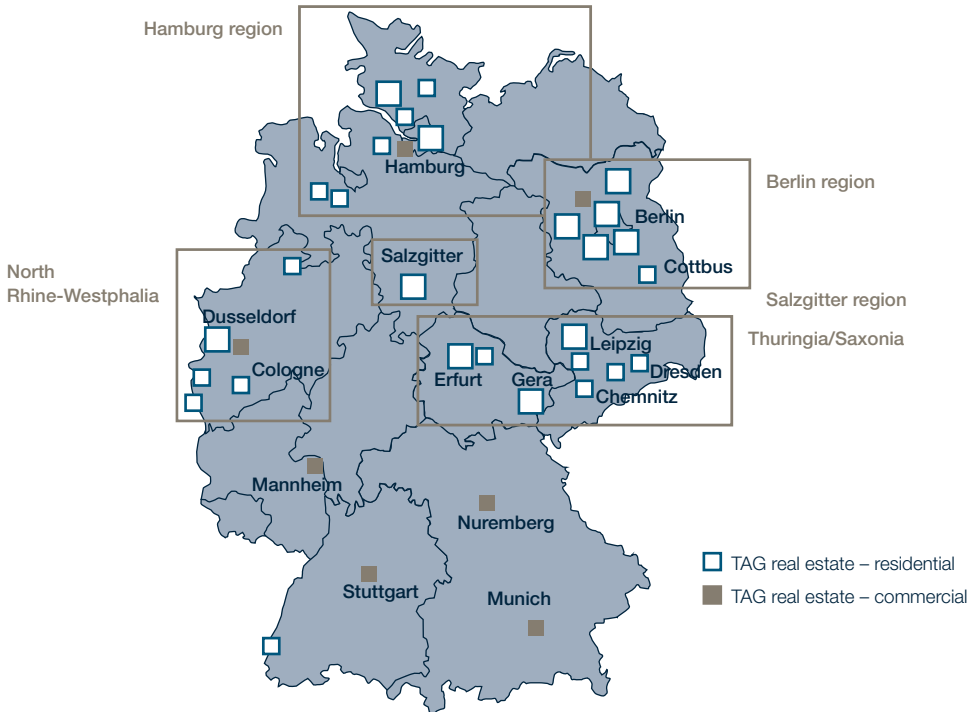 Hamburg region
Hamburg
Berlin region
Berlin
Salzgitter
Cottbus
North
Rhine-Westphalia
Salzgitter region
Dusseldorf
Thuringia/Saxonia
Leipzig
Cologne
Erfurt
Gera
Dresden
Chemnitz
Mannheim
Nuremberg
TAG real estate – residential
Stuttgart
Munich
TAG real estate – commercial